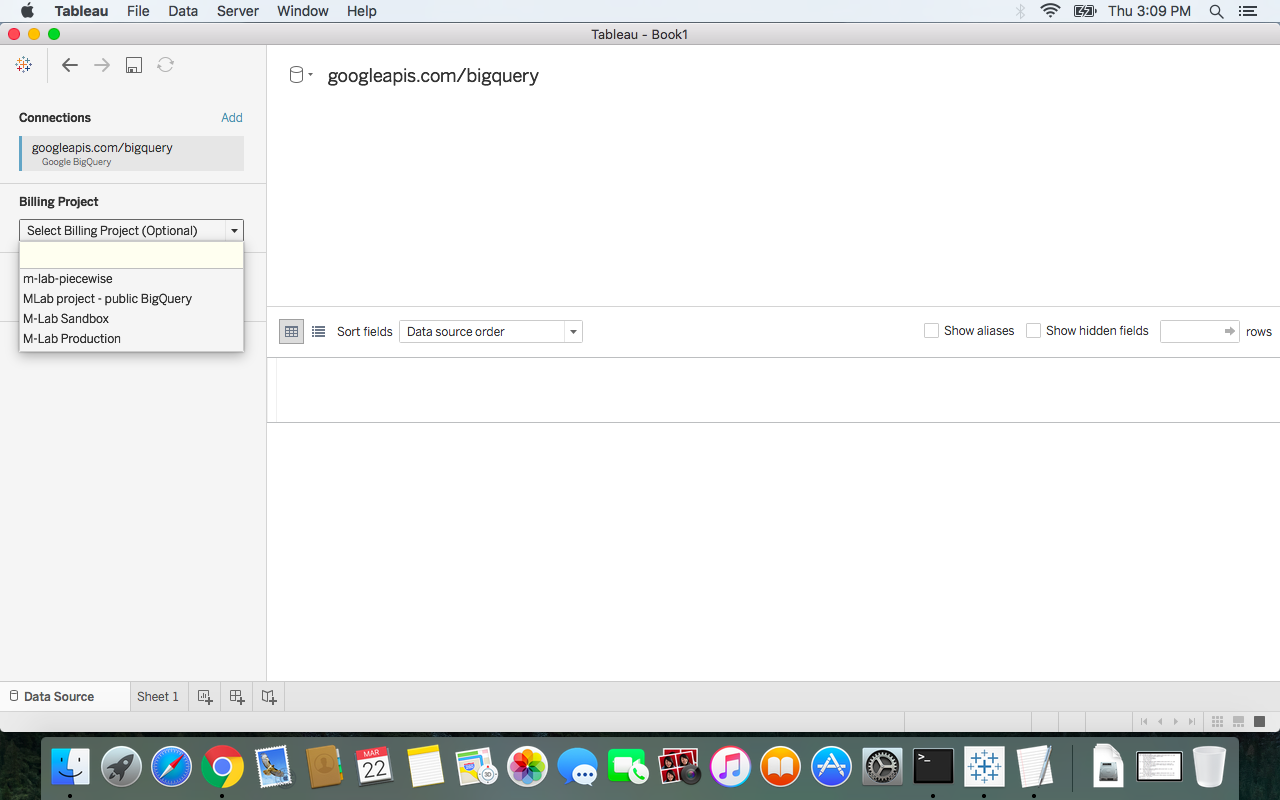 Tableau File Data Server Window Help Thu 3:09 PM
Tableau - Book1
googleapis.com/bigquery
Connections Add
googleapis.com/bigquery
Google BigQuery
Billing Project
Select Billing Project (Optional)
m-lab-piecewise
MLab project - public BigQuery
M-Lab Sandbox
M-Lab Production
Sort fields Data source order Show aliases Show hidden fields rows
Data Source Sheet 1
MAR
22
30
>_